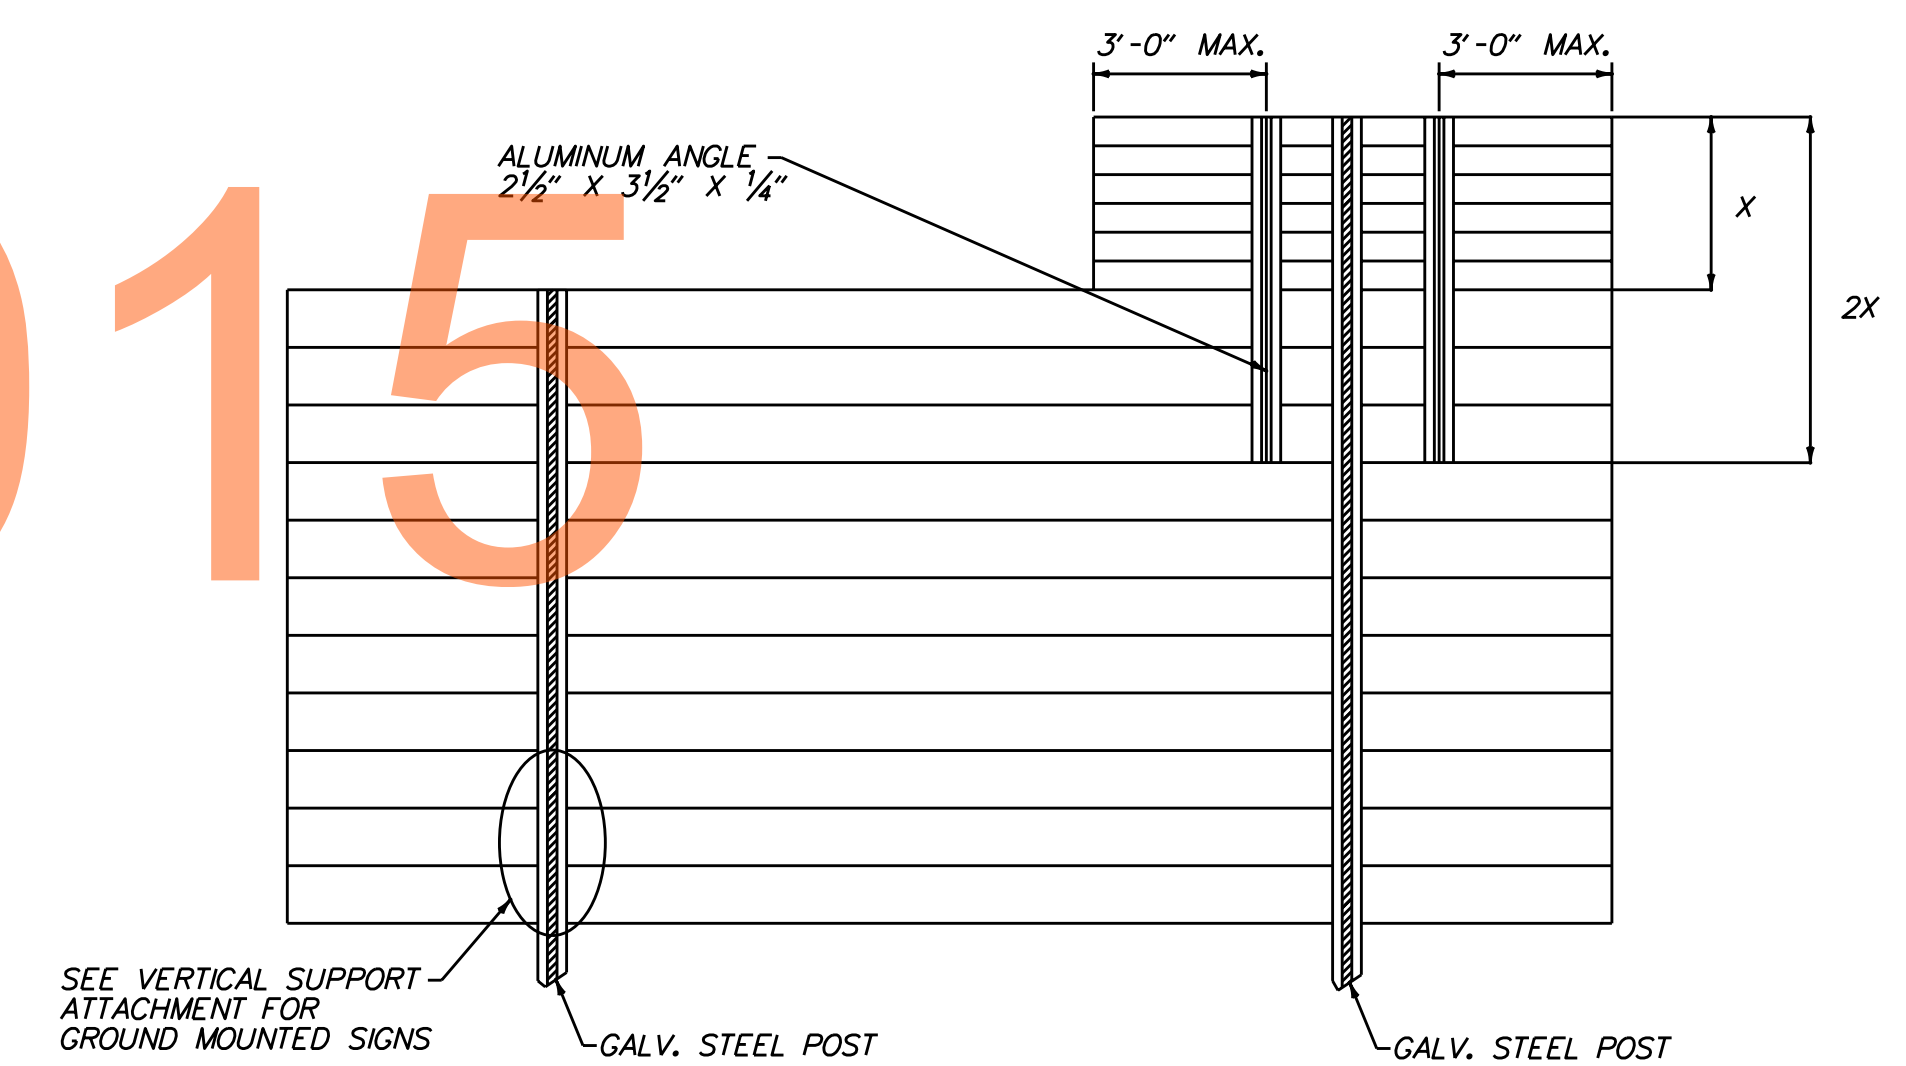 3'-0" MAX.
3'-0" MAX.
ALUMINUM ANGLE
2½" X 3½" X ¼"
X
2X
015
SEE VERTICAL SUPPORT
ATTACHMENT FOR
GROUND MOUNTED SIGNS
GALV. STEEL POST
GALV. STEEL POST